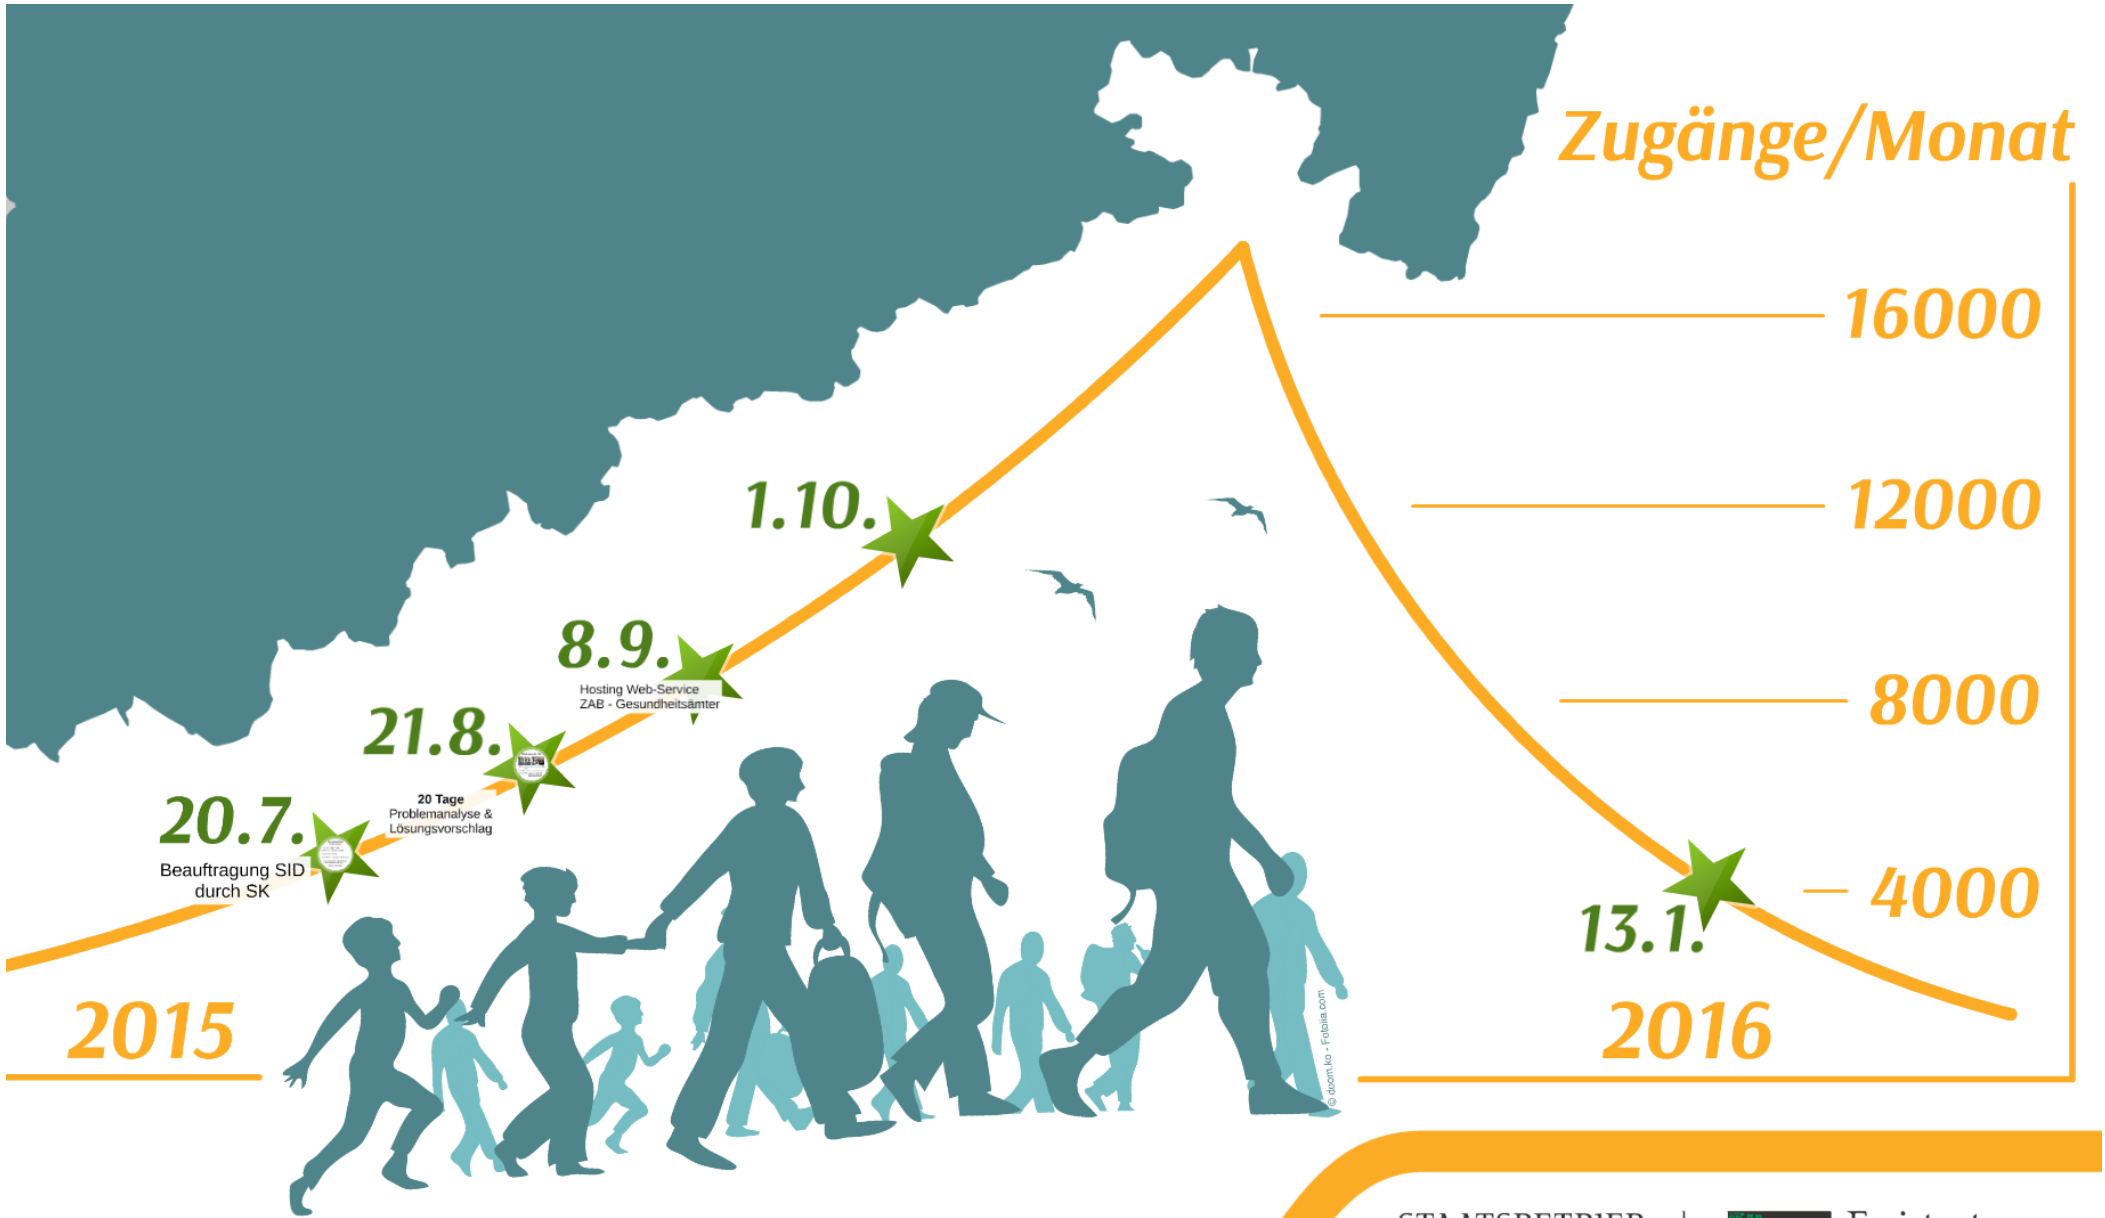 Zugänge/Monat
16000
12000
1.10.
8.9.
Hosting Web-Service
ZAB - Gesundheitsämter
8000
21.8.
20 Tage
Problemanalyse &
Lösungsvorschlag
20.7.
Beauftragung SID
durch SK
4000
13.1.
2015
2016
© doom.ko - Fotolia.com
STAATSBETRIEB